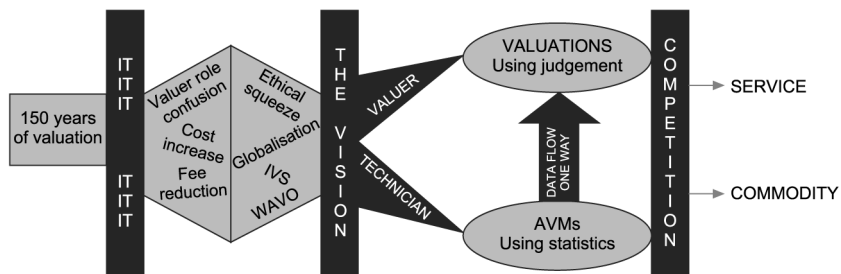 150 years
of valuation
IT
IT
IT
IT
IT
IT
Valuer role
confusion
Cost
increase
Fee
reduction
Ethical
squeeze
Globalisation
IVS
WAVO
THE VISION
VALUER
TECHNICIAN
VALUATIONS
Using judgement
DATA FLOW
ONE WAY
AVMs
Using statistics
COMPETITION
SERVICE
COMMODITY